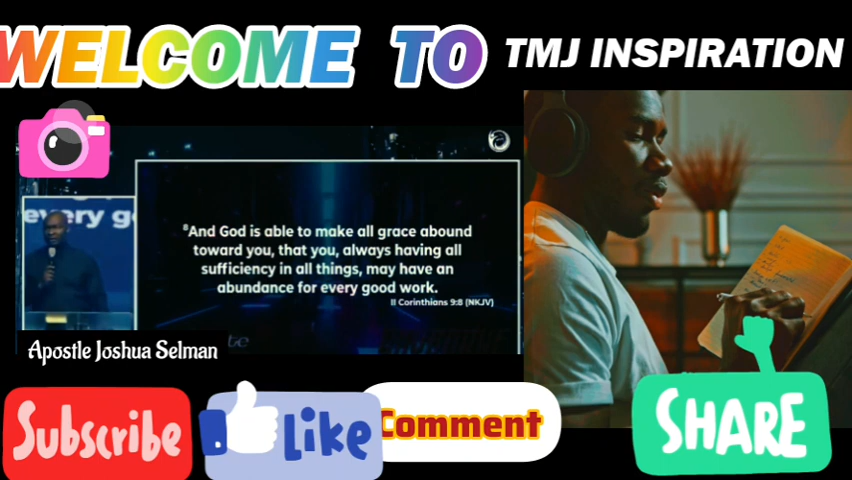 WELCOME TO
TMJ INSPIRATION
every g
⁸And God is able to make all grace abound
toward you, that you, always having all
sufficiency in all things, may have an
abundance for every good work.
II Corinthians 9:8 (NKJV)
Apostle Joshua Selman
Subscribe
Like
Comment
SHARE